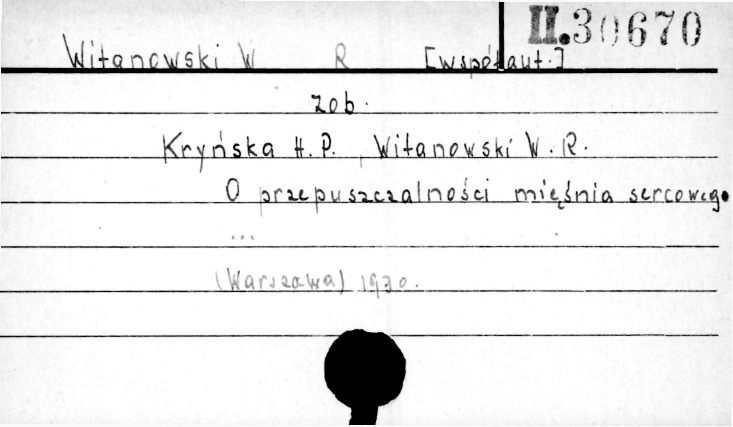 II.30670
Witanowski W R [współaut.]
zob.
Kryńska H. P., Witanowski W. R.
O przepuszczalności mięśnia sercowego
...
(Warszawa) 1930.